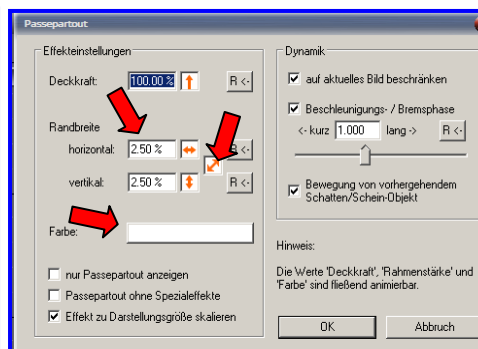 Passepartout
Effekteinstellungen
Deckkraft: 100.00 % R <-
Randbreite
horizontal: 2.50 % R <-
vertikal: 2.50 % R <-
Farbe:
nur Passepartout anzeigen
Passepartout ohne Spezialeffekte
Effekt zu Darstellungsgröße skalieren
Dynamik
auf aktuelles Bild beschränken
Beschleunigungs- / Bremsphase
<- kurz 1.000 lang -> R <-
Bewegung von vorhergehendem
Schatten/Schein-Objekt
Hinweis:
Die Werte 'Deckkraft', 'Rahmenstärke' und
'Farbe' sind fließend animierbar.
OK Abbruch